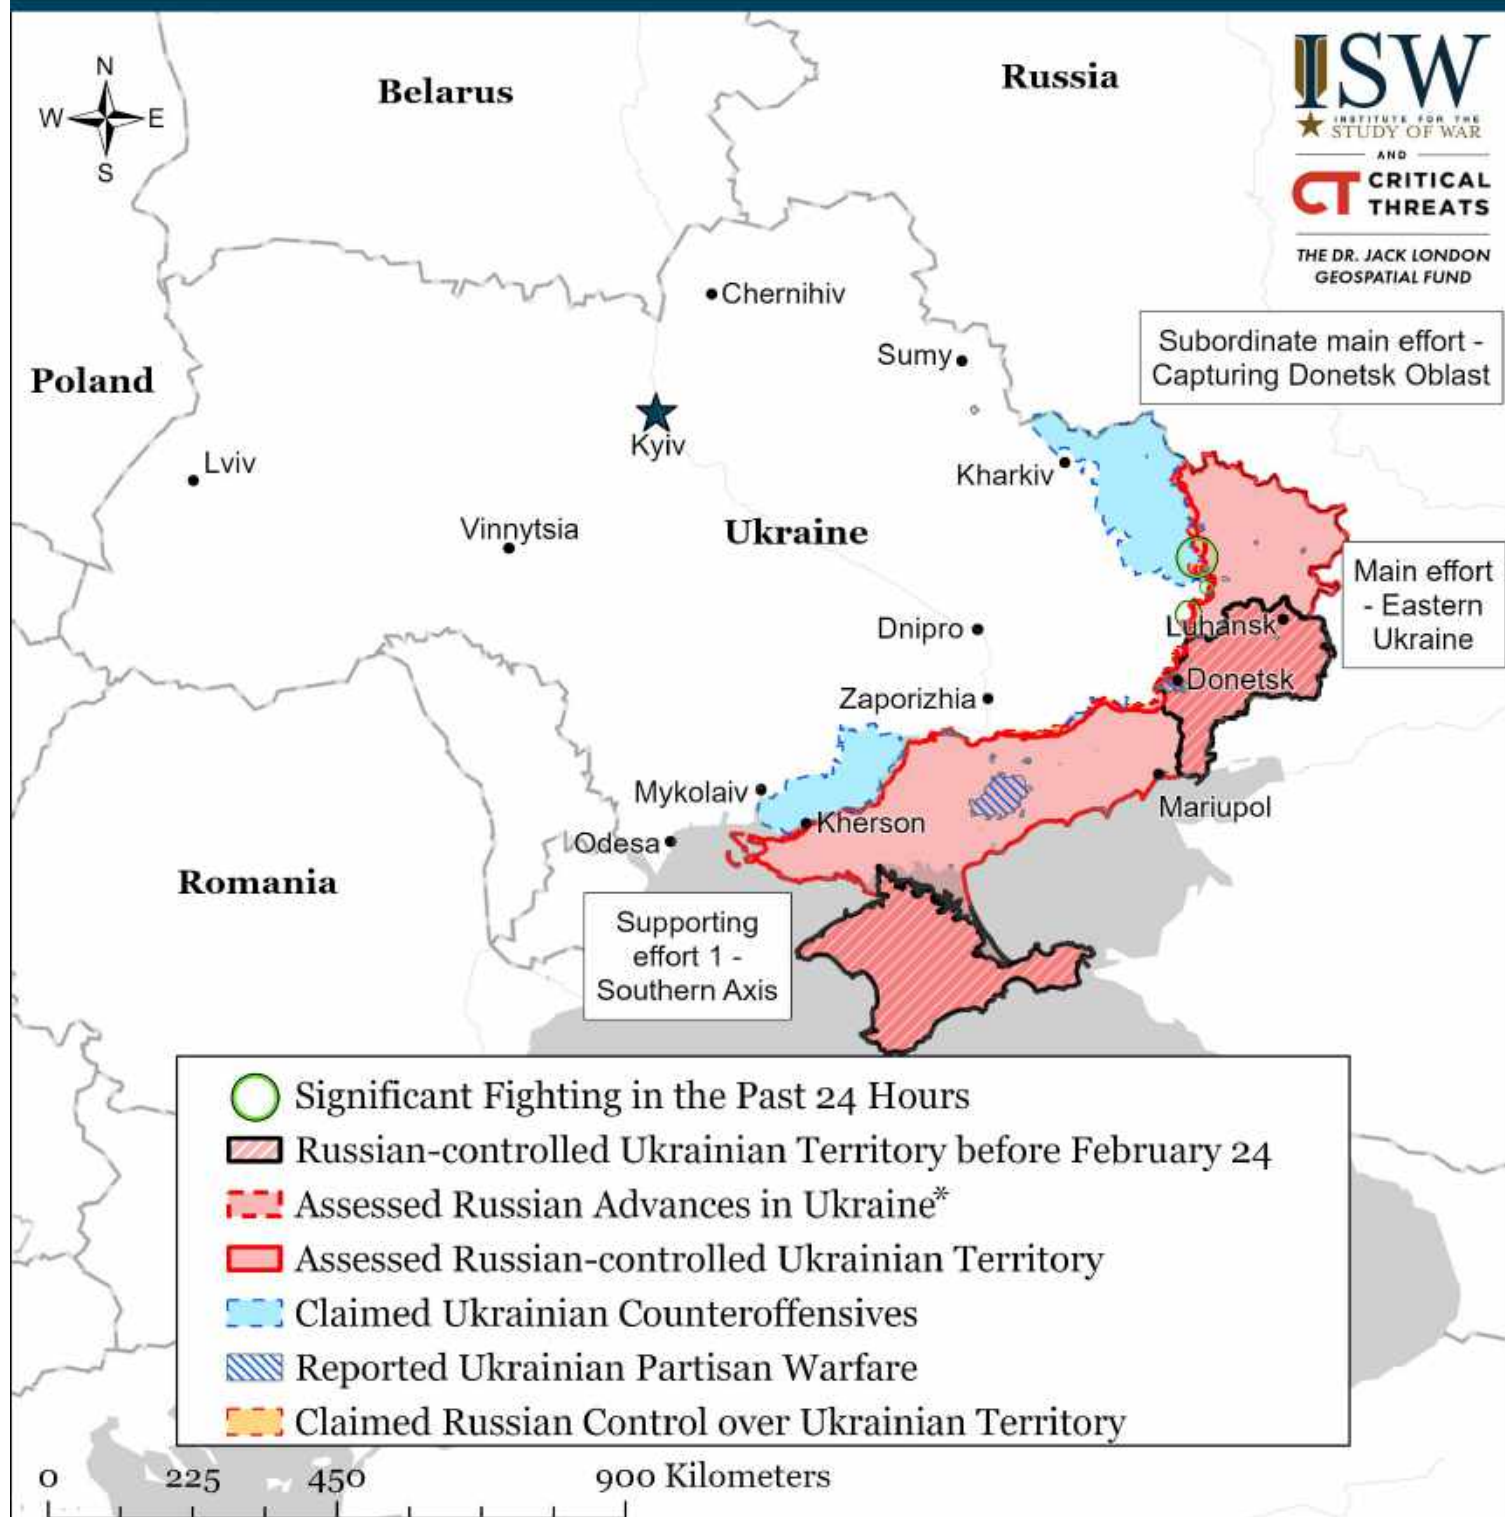 N
W
E
S
Belarus
Russia
ISW
INSTITUTE FOR THE
STUDY OF WAR
AND
CT CRITICAL
THREATS
THE DR. JACK LONDON
GEOSPATIAL FUND
Chernihiv
Subordinate main effort -
Capturing Donetsk Oblast
Sumy
Poland
Kyiv
Lviv
Kharkiv
Vinnytsia
Ukraine
Main effort
- Eastern
Ukraine
Dnipro
Luhansk
Donetsk
Zaporizhia
Mykolaiv
Mariupol
Kherson
Odesa
Romania
Supporting
effort 1 -
Southern Axis
Significant Fighting in the Past 24 Hours
Russian-controlled Ukrainian Territory before February 24
Assessed Russian Advances in Ukraine*
Assessed Russian-controlled Ukrainian Territory
Claimed Ukrainian Counteroffensives
Reported Ukrainian Partisan Warfare
Claimed Russian Control over Ukrainian Territory
0 225 450 900 Kilometers